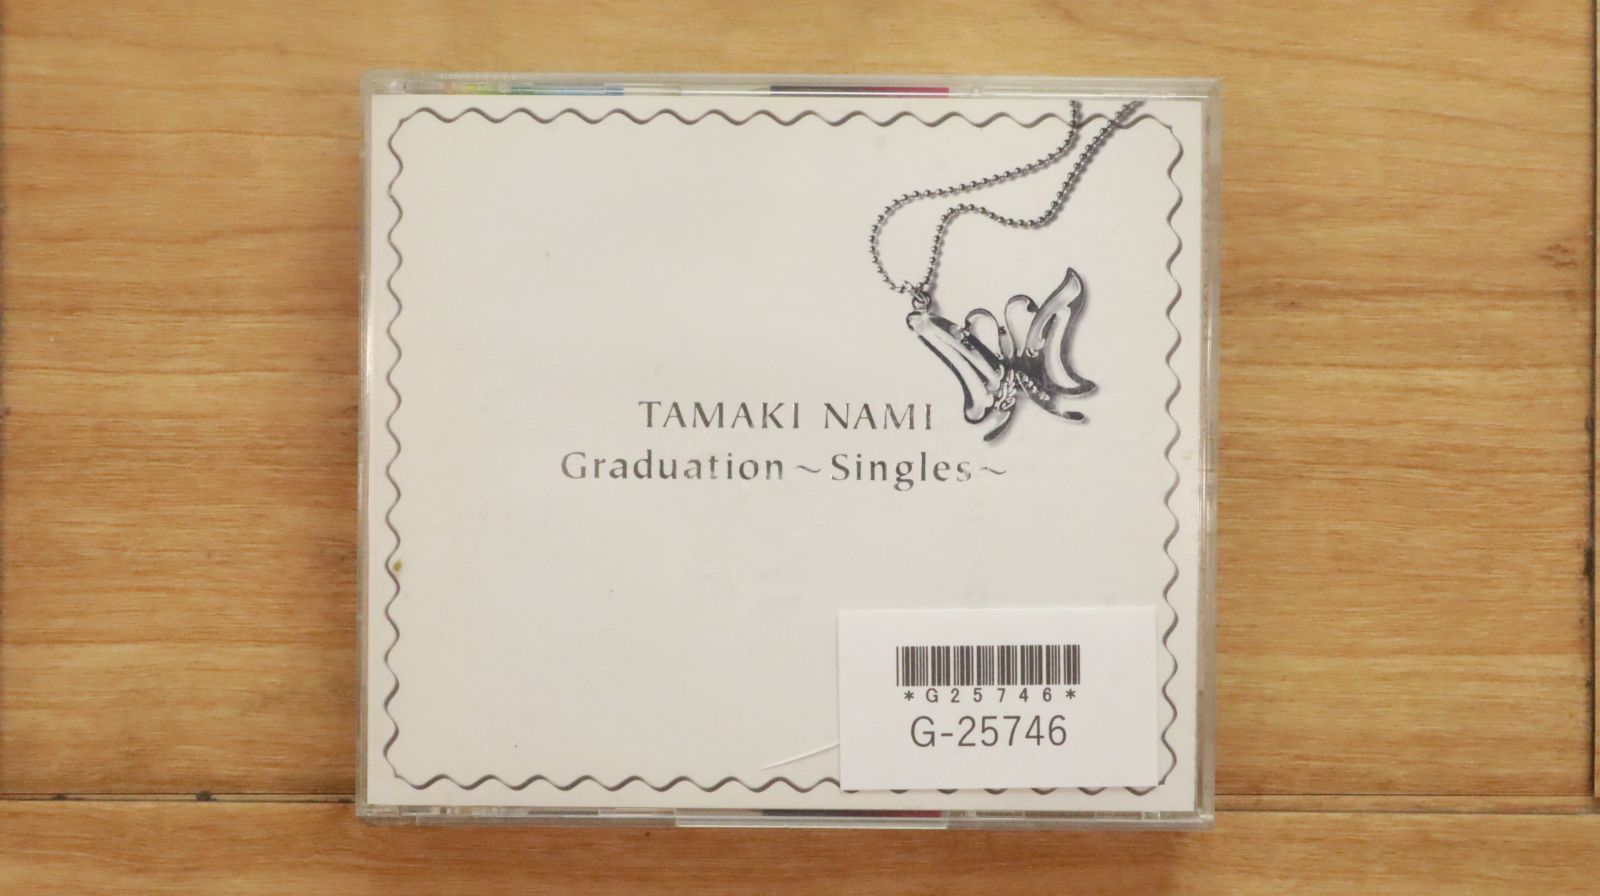 TAMAKI NAMI
Graduation～Singles～
*G25746*
G-25746